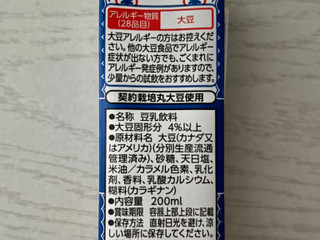 アレルギー物質
(28品目)
大豆
大豆アレルギーの方はお控えくだ
さい。他の大豆食品でアレルギー
症状が出ない方でも、ごくまれに
アレルギー発症例がありますので、
少量からの試飲をおすすめします。
契約栽培丸大豆使用
●名称 豆乳飲料
●大豆固形分 4%以上
●原材料名 大豆(カナダ又
はアメリカ)(分別生産流通
管理済み)、砂糖、天日塩、
米油/カラメル色素、乳化
剤、香料、乳酸カルシウム、
糊料(カラギナン)
●内容量 200ml
●賞味期限 容器上部上段に記載
●保存方法 直射日光を避け、涼
しい場所に保存してください。